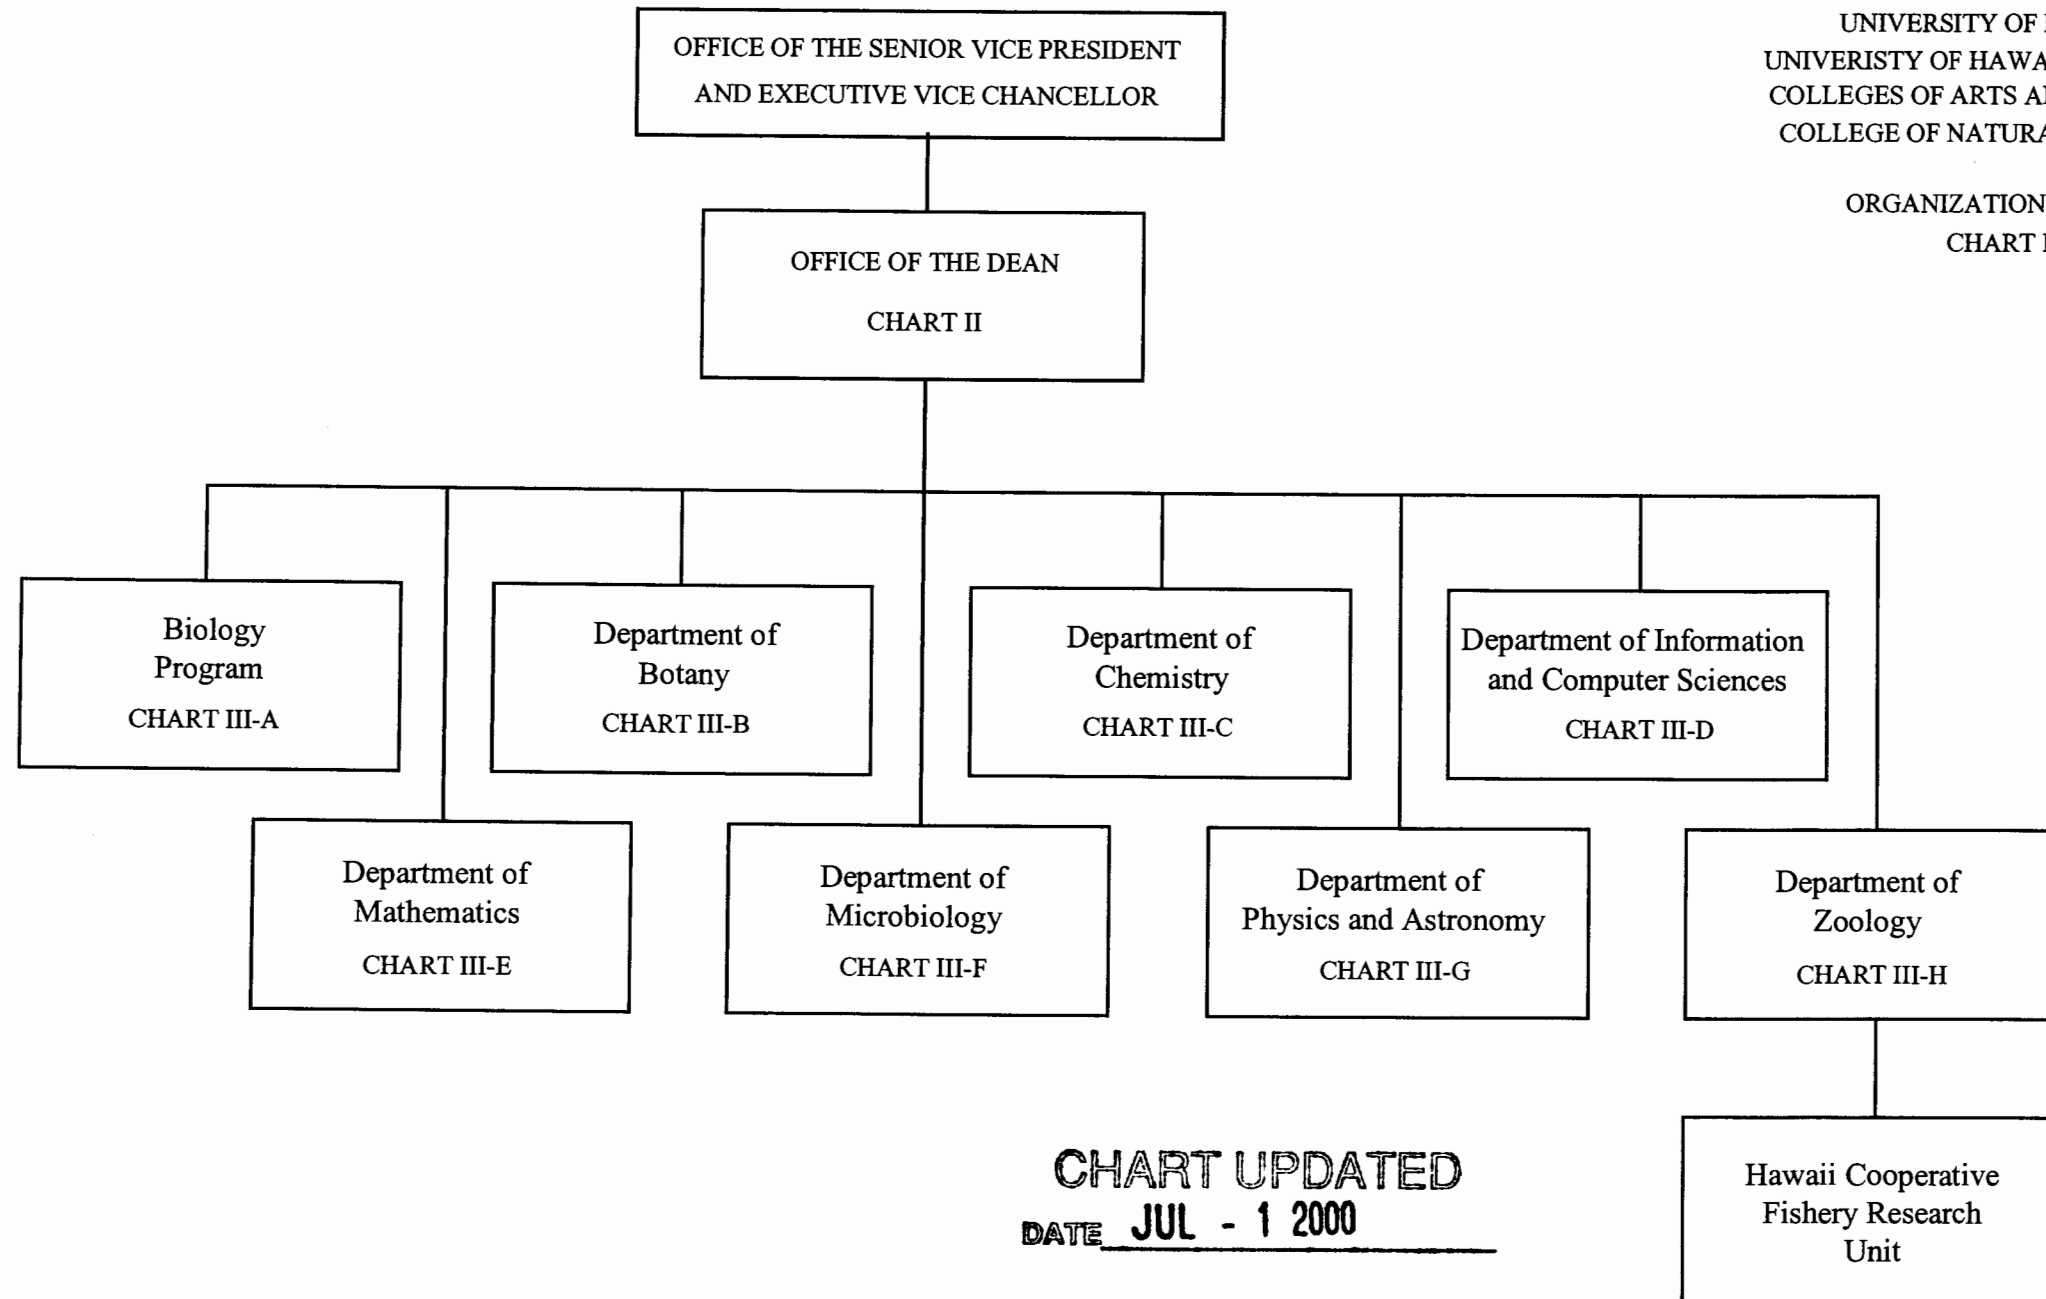 OFFICE OF THE SENIOR VICE PRESIDENT
AND EXECUTIVE VICE CHANCELLOR
UNIVERSITY OF
UNIVERISTY OF HAWA
COLLEGES OF ARTS A
COLLEGE OF NATURA
ORGANIZATION
CHART
OFFICE OF THE DEAN
CHART II
Biology
Program
CHART III-A
Department of
Botany
CHART III-B
Department of
Chemistry
CHART III-C
Department of Information
and Computer Sciences
CHART III-D
Department of
Mathematics
CHART III-E
Department of
Microbiology
CHART III-F
Department of
Physics and Astronomy
CHART III-G
Department of
Zoology
CHART III-H
Hawaii Cooperative
Fishery Research
Unit
CHART UPDATED
DATE JUL - 1 2000